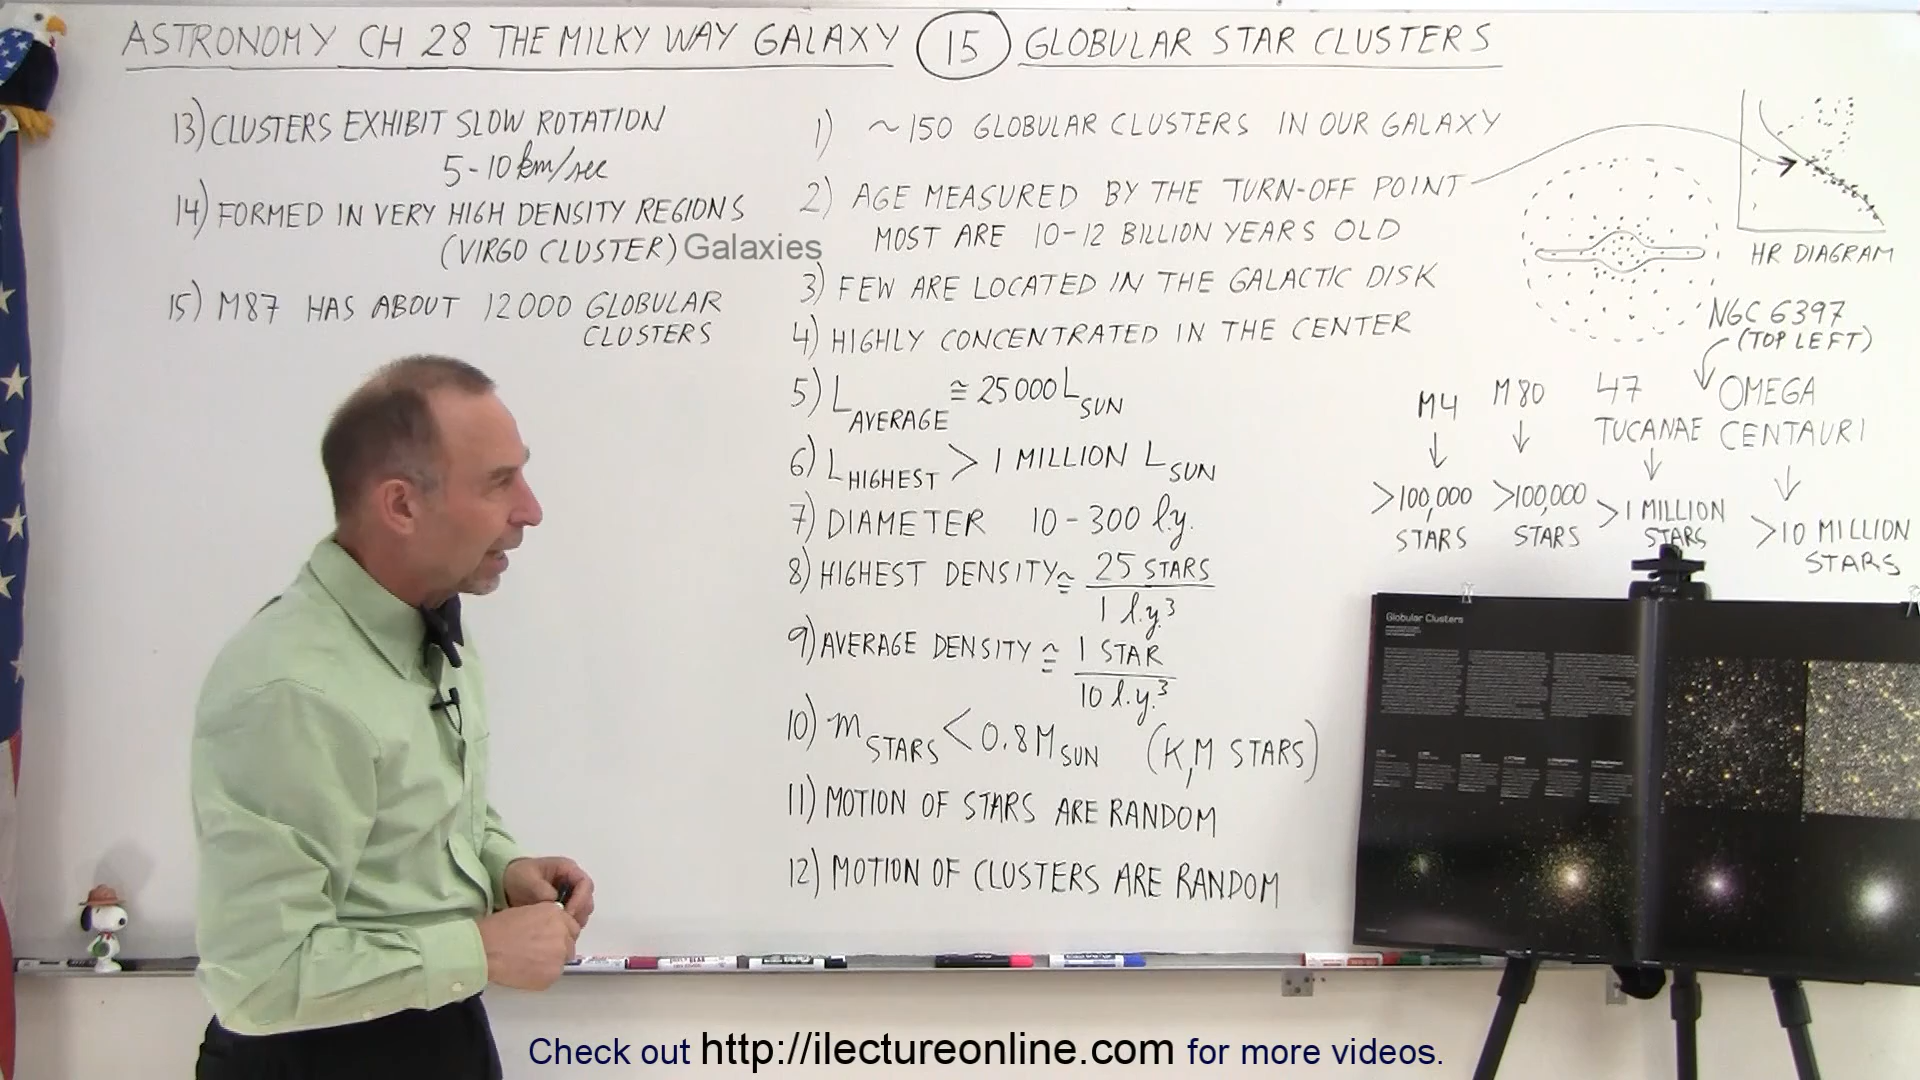 ASTRONOMY CH 28 THE MILKY WAY GALAXY 15 GLOBULAR STAR CLUSTERS
13) CLUSTERS EXHIBIT SLOW ROTATION
5-10 km/sec
14) FORMED IN VERY HIGH DENSITY REGIONS
(VIRGO CLUSTER) Galaxies
15) M87 HAS ABOUT 12000 GLOBULAR
CLUSTERS
1) ~150 GLOBULAR CLUSTERS IN OUR GALAXY
2) AGE MEASURED BY THE TURN-OFF POINT
MOST ARE 10-12 BILLION YEARS OLD
3) FEW ARE LOCATED IN THE GALACTIC DISK
4) HIGHLY CONCENTRATED IN THE CENTER
5) L AVERAGE ≅ 25000 L SUN
6) L HIGHEST > 1 MILLION L SUN
7) DIAMETER 10-300 l.y.
8) HIGHEST DENSITY ≅ 25 STARS
1 l.y.³
9) AVERAGE DENSITY ≅ 1 STAR
10 l.y.³
10) m STARS < 0.8 M SUN (K,M STARS)
11) MOTION OF STARS ARE RANDOM
12) MOTION OF CLUSTERS ARE RANDOM
HR DIAGRAM
NGC 6397
(TOP LEFT)
M4 M80 47 OMEGA
TUCANAE CENTAURI
>100,000 >100,000 >1 MILLION >10 MILLION
STARS STARS STARS STARS
Globular Clusters
Check out http://ilectureonline.com for more videos.